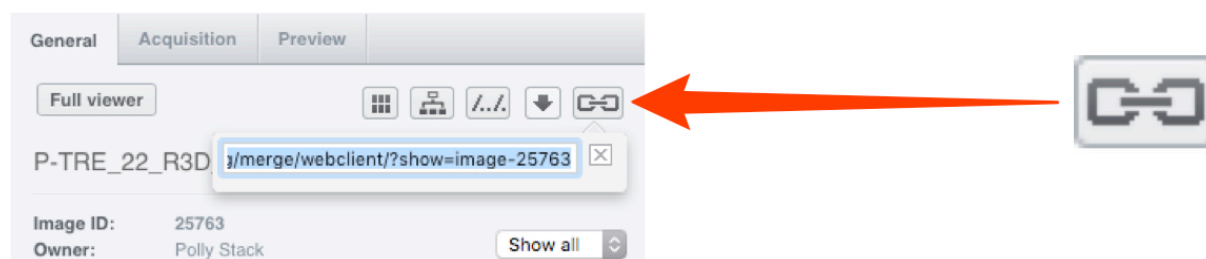 General Acquisition Preview
Full viewer /../.
P-TRE_22_R3D g/merge/webclient/?show=image-25763
Image ID: 25763
Owner: Polly Stack Show all